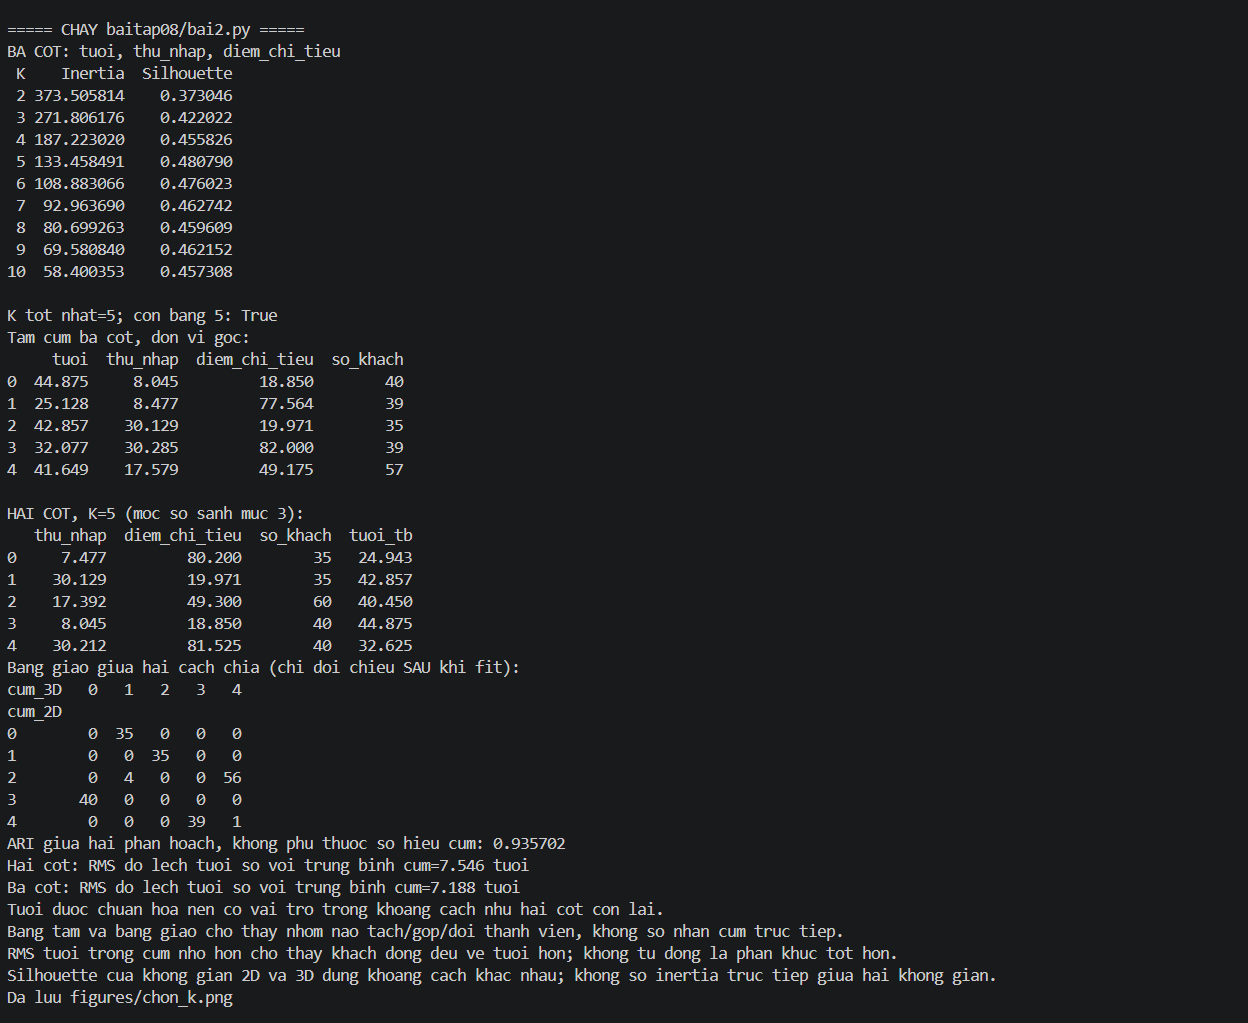 ===== CHAY baitap08/bai2.py =====
BA COT: tuoi, thu_nhap, diem_chi_tieu
 K    Inertia  Silhouette
 2 373.505814    0.373046
 3 271.806176    0.422022
 4 187.223020    0.455826
 5 133.458491    0.480790
 6 108.883066    0.476023
 7  92.963690    0.462742
 8  80.699263    0.459609
 9  69.580840    0.462152
10  58.400353    0.457308
K tot nhat=5; con bang 5: True
Tam cum ba cot, don vi goc:
     tuoi  thu_nhap  diem_chi_tieu  so_khach
0  44.875     8.045         18.850        40
1  25.128     8.477         77.564        39
2  42.857    30.129         19.971        35
3  32.077    30.285         82.000        39
4  41.649    17.579         49.175        57
HAI COT, K=5 (moc so sanh muc 3):
   thu_nhap  diem_chi_tieu  so_khach  tuoi_tb
0     7.477         80.200        35   24.943
1    30.129         19.971        35   42.857
2    17.392         49.300        60   40.450
3     8.045         18.850        40   44.875
4    30.212         81.525        40   32.625
Bang giao giua hai cach chia (chi doi chieu SAU khi fit):
cum_3D   0   1   2   3   4
cum_2D
0        0  35   0   0   0
1        0   0  35   0   0
2        0   4   0   0  56
3       40   0   0   0   0
4        0   0   0  39   1
ARI giua hai phan hoach, khong phu thuoc so hieu cum: 0.935702
Hai cot: RMS do lech tuoi so voi trung binh cum=7.546 tuoi
Ba cot: RMS do lech tuoi so voi trung binh cum=7.188 tuoi
Tuoi duoc chuan hoa nen co vai tro trong khoang cach nhu hai cot con lai.
Bang tam va bang giao cho thay nhom nao tach/gop/doi thanh vien, khong so nhan cum truc tiep.
RMS tuoi trong cum nho hon cho thay khach dong deu ve tuoi hon; khong tu dong la phan khuc tot hon.
Silhouette cua khong gian 2D va 3D dung khoang cach khac nhau; khong so inertia truc tiep giua hai khong gian.
Da luu figures/chon_k.png